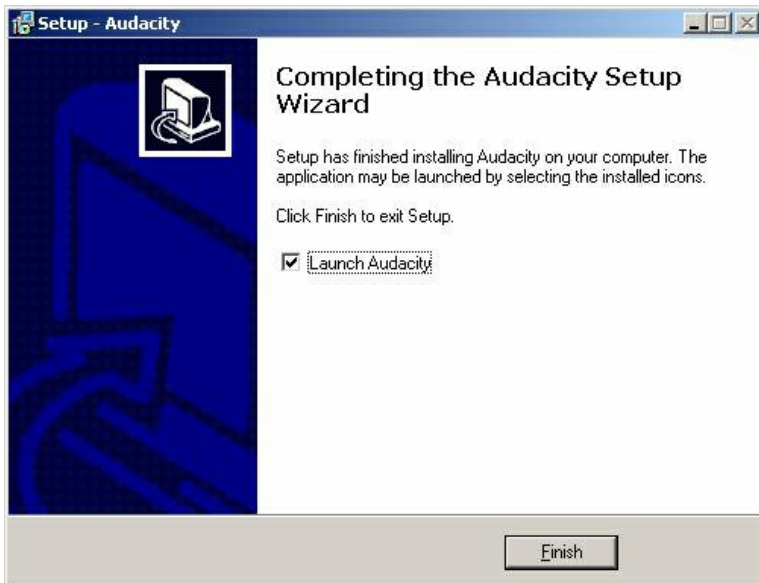 Setup - Audacity
Completing the Audacity Setup
Wizard
Setup has finished installing Audacity on your computer. The
application may be launched by selecting the installed icons.
Click Finish to exit Setup.
Launch Audacity
Finish